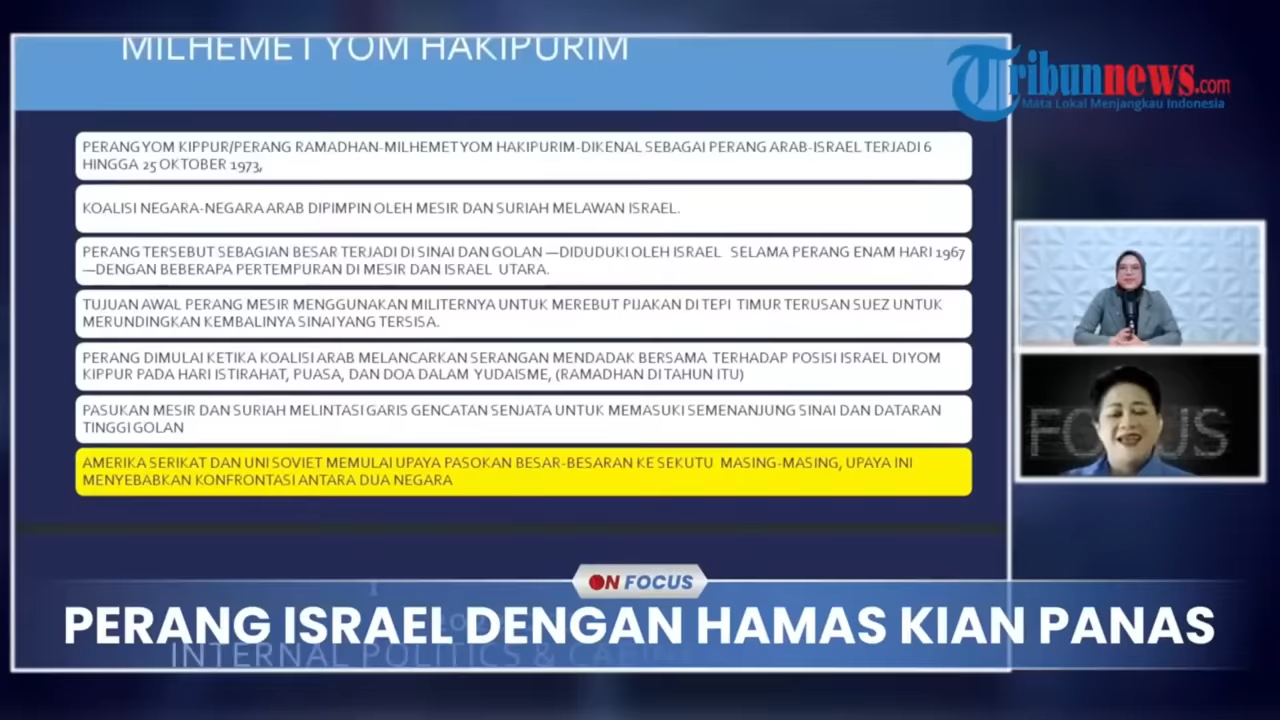 MILHEMET YOM HAKIPURIM
Tribunnews.com
Mata Lokal Menjangkau Indonesia
PERANG YOM KIPPUR/PERANG RAMADHAN-MILHEMET YOM HAKIPURIM-DIKENAL SEBAGAI PERANG ARAB-ISRAEL TERJADI 6
HINGGA 25 OKTOBER 1973,
KOALISI NEGARA-NEGARA ARAB DIPIMPIN OLEH MESIR DAN SURIAH MELAWAN ISRAEL.
PERANG TERSEBUT SEBAGIAN BESAR TERJADI DI SINAI DAN GOLAN —DIDUDUKI OLEH ISRAEL SELAMA PERANG ENAM HARI 1967
—DENGAN BEBERAPA PERTEMPURAN DI MESIR DAN ISRAEL UTARA.
TUJUAN AWAL PERANG MESIR MENGGUNAKAN MILITERNYA UNTUK MEREBUT PIJAKAN DI TEPI TIMUR TERUSAN SUEZ UNTUK
MERUNDINGKAN KEMBALINYA SINAI YANG TERSISA.
PERANG DIMULAI KETIKA KOALISI ARAB MELANCARKAN SERANGAN MENDADAK BERSAMA TERHADAP POSISI ISRAEL DI YOM
KIPPUR PADA HARI ISTIRAHAT, PUASA, DAN DOA DALAM YUDAISME, (RAMADHAN DI TAHUN ITU)
PASUKAN MESIR DAN SURIAH MELINTASI GARIS GENCATAN SENJATA UNTUK MEMASUKI SEMENANJUNG SINAI DAN DATARAN
TINGGI GOLAN
AMERIKA SERIKAT DAN UNI SOVIET MEMULAI UPAYA PASOKAN BESAR-BESARAN KE SEKUTU MASING-MASING, UPAYA INI
MENYEBABKAN KONFRONTASI ANTARA DUA NEGARA
FOCUS
ON FOCUS
PERANG ISRAEL DENGAN HAMAS KIAN PANAS
INTERNAL POLITICS &